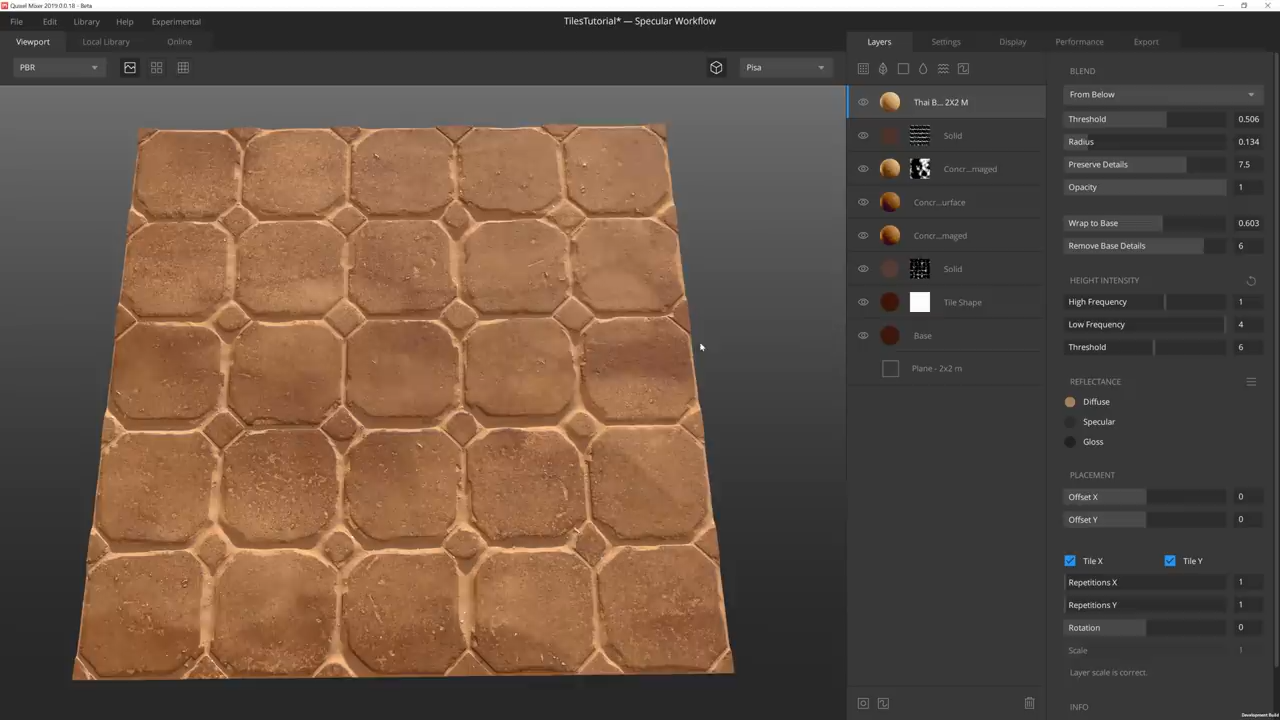 Quixel Mixer 2019.0.0.18 - Beta
File Edit Library Help Experimental
TilesTutorial* — Specular Workflow
Viewport Local Library Online
PBR
Pisa
Layers Settings Display Performance Export
Thai B... 2X2 M
Solid
Concr...maged
Concr...urface
Concr...maged
Solid
Tile Shape
Base
Plane - 2x2 m
BLEND
From Below
Threshold 0.506
Radius 0.134
Preserve Details 7.5
Opacity 1
Wrap to Base 0.603
Remove Base Details 6
HEIGHT INTENSITY
High Frequency 1
Low Frequency 4
Threshold 6
REFLECTANCE
Diffuse
Specular
Gloss
PLACEMENT
Offset X 0
Offset Y 0
Tile X Tile Y
Repetitions X 1
Repetitions Y 1
Rotation 0
Scale 1
Layer scale is correct.
INFO
Development Build